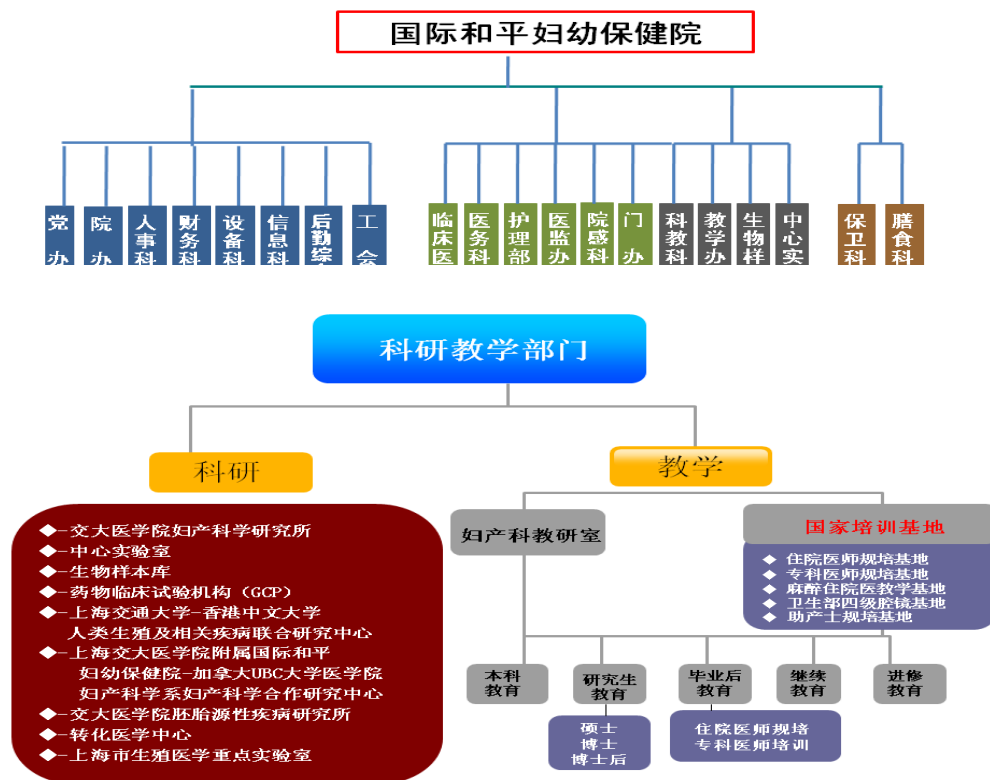 国际和平妇幼保健院
党办
院办
人事科
财务科
设备科
信息科
后勤综
工会
临床医
医务科
护理部
医监办
院感科
门办
科教科
教学办
生物样
中心实
保卫科
膳食科
科研教学部门
科研
教学
◆-交大医学院妇产科学研究所
◆-中心实验室
◆-生物样本库
◆-药物临床试验机构（GCP）
◆-上海交通大学-香港中文大学
人类生殖及相关疾病联合研究中心
◆-上海交大医学院附属国际和平
妇幼保健院-加拿大UBC大学医学院
妇产科学系妇产科学合作研究中心
◆-交大医学院胚胎源性疾病研究所
◆-转化医学中心
◆-上海市生殖医学重点实验室
妇产科教研室
国家培训基地
◆ 住院医师规培基地
◆ 专科医师规培基地
◆ 麻醉住院医教学基地
◆ 卫生部四级腔镜基地
◆ 助产士规培基地
本科
教育
研究生
教育
毕业后
教育
继续
教育
进修
教育
硕士
博士
博士后
住院医师规培
专科医师培训